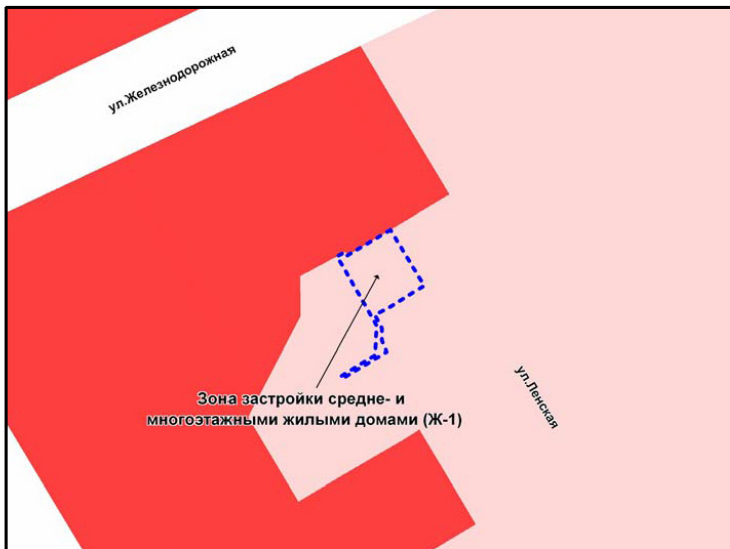 ул.Железнодорожная
Зона застройки средне- и
многоэтажными жилыми домами (Ж-1)
ул.Ленская